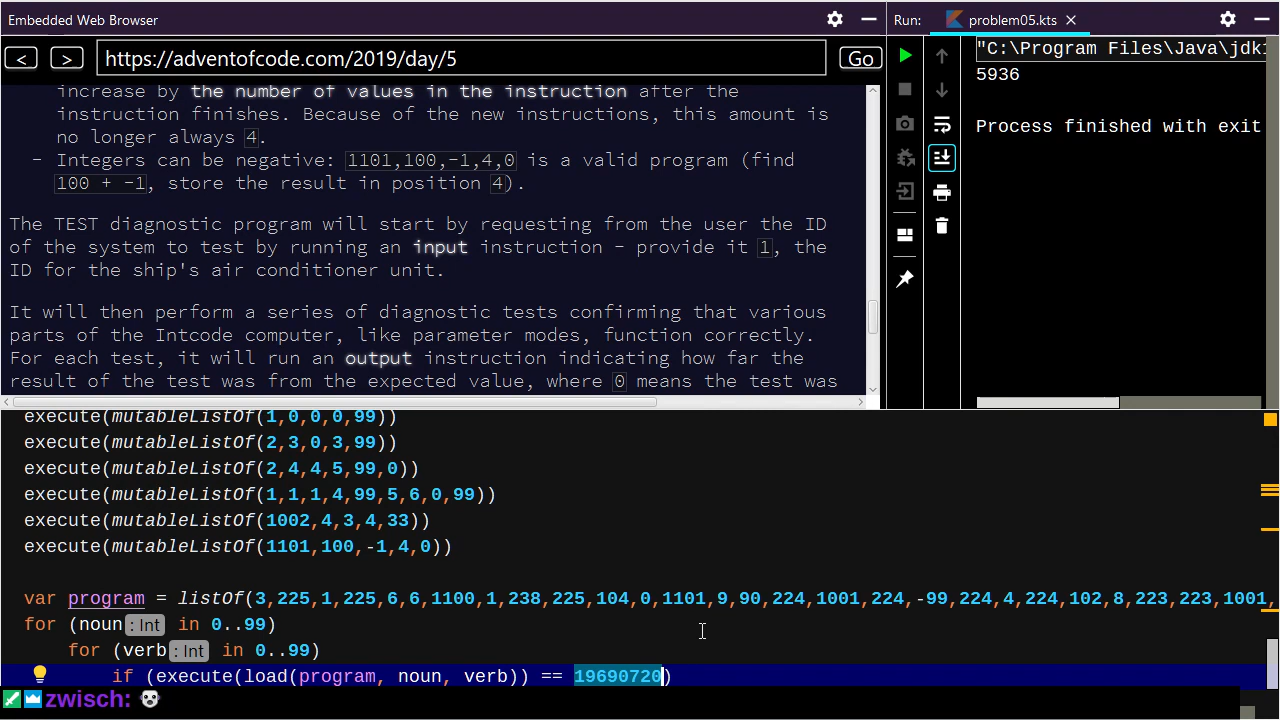 Embedded Web Browser
< > https://adventofcode.com/2019/day/5 Go
increase by the number of values in the instruction after the
instruction finishes. Because of the new instructions, this amount is
no longer always 4.
- Integers can be negative: 1101,100,-1,4,0 is a valid program (find
100 + -1, store the result in position 4).
The TEST diagnostic program will start by requesting from the user the ID
of the system to test by running an input instruction - provide it 1, the
ID for the ship's air conditioner unit.
It will then perform a series of diagnostic tests confirming that various
parts of the Intcode computer, like parameter modes, function correctly.
For each test, it will run an output instruction indicating how far the
result of the test was from the expected value, where 0 means the test was
Run: problem05.kts
"C:\Program Files\Java\jdk1
5936
Process finished with exit
execute(mutableListOf(1,0,0,0,99))
execute(mutableListOf(2,3,0,3,99))
execute(mutableListOf(2,4,4,5,99,0))
execute(mutableListOf(1,1,1,4,99,5,6,0,99))
execute(mutableListOf(1002,4,3,4,33))
execute(mutableListOf(1101,100,-1,4,0))
var program = listOf(3,225,1,225,6,6,1100,1,238,225,104,0,1101,9,90,224,1001,224,-99,224,4,224,102,8,223,223,1001,
for (noun: Int in 0..99)
for (verb: Int in 0..99)
if (execute(load(program, noun, verb)) == 19690720)
zwisch: